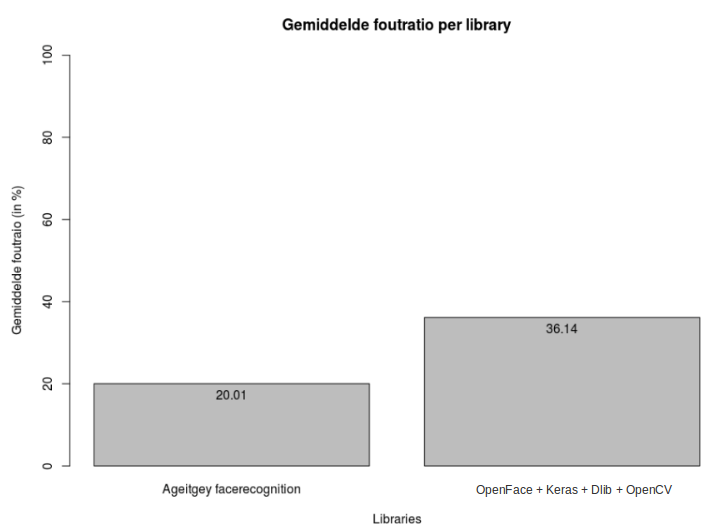 Gemiddelde foutratio per library
Gemiddelde foutraio (in %)
100
80
60
40
20
0
20.01
36.14
Ageitgey facerecognition
OpenFace + Keras + Dlib + OpenCV
Libraries